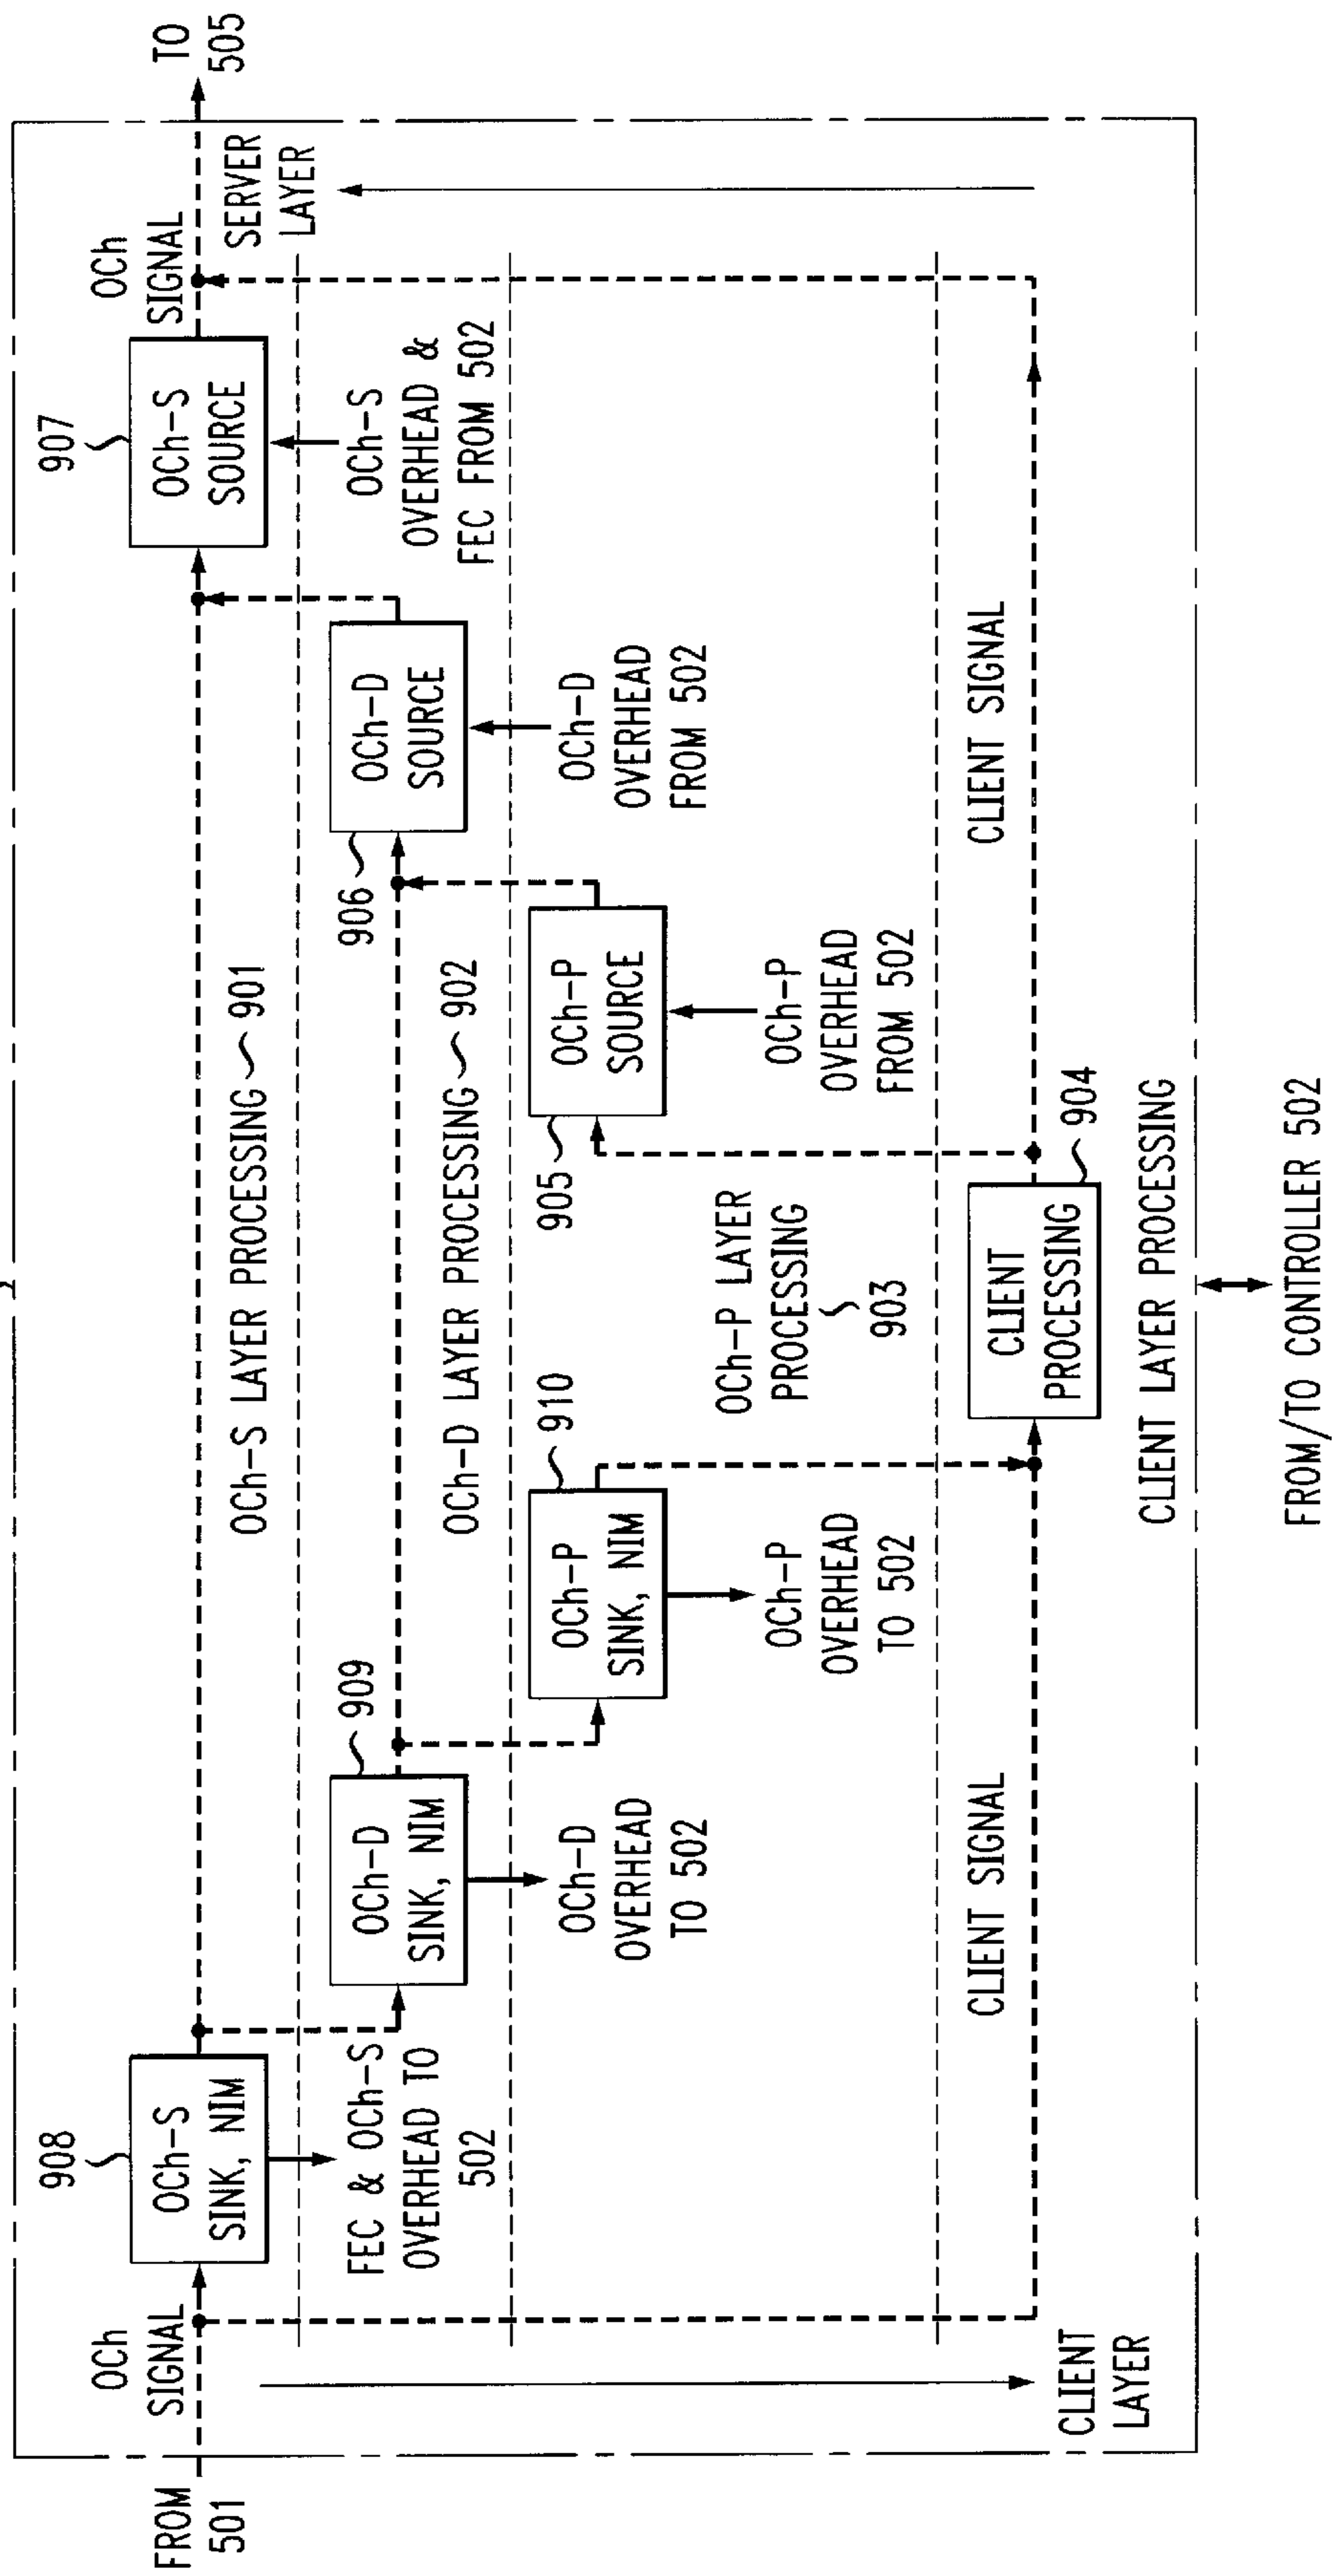 FROM
501
OCh
SIGNAL
908
OCh-S
SINK, NIM
FEC & OCh-S
OVERHEAD TO
502
CLIENT
LAYER
909
OCh-D
SINK, NIM
OCh-D
OVERHEAD
TO 502
CLIENT SIGNAL
910
OCh-P
SINK, NIM
OCh-P
OVERHEAD
TO 502
OCh-S LAYER PROCESSING 901
OCh-D LAYER PROCESSING 902
OCh-P LAYER
PROCESSING
903
CLIENT
PROCESSING
904
CLIENT LAYER PROCESSING
FROM/TO CONTROLLER 502
905
OCh-P
SOURCE
OCh-P
OVERHEAD
FROM 502
906
OCh-D
SOURCE
OCh-D
OVERHEAD
FROM 502
CLIENT SIGNAL
907
OCh-S
SOURCE
OCh-S
OVERHEAD &
FEC FROM 502
OCh
SIGNAL
SERVER
LAYER
TO
505